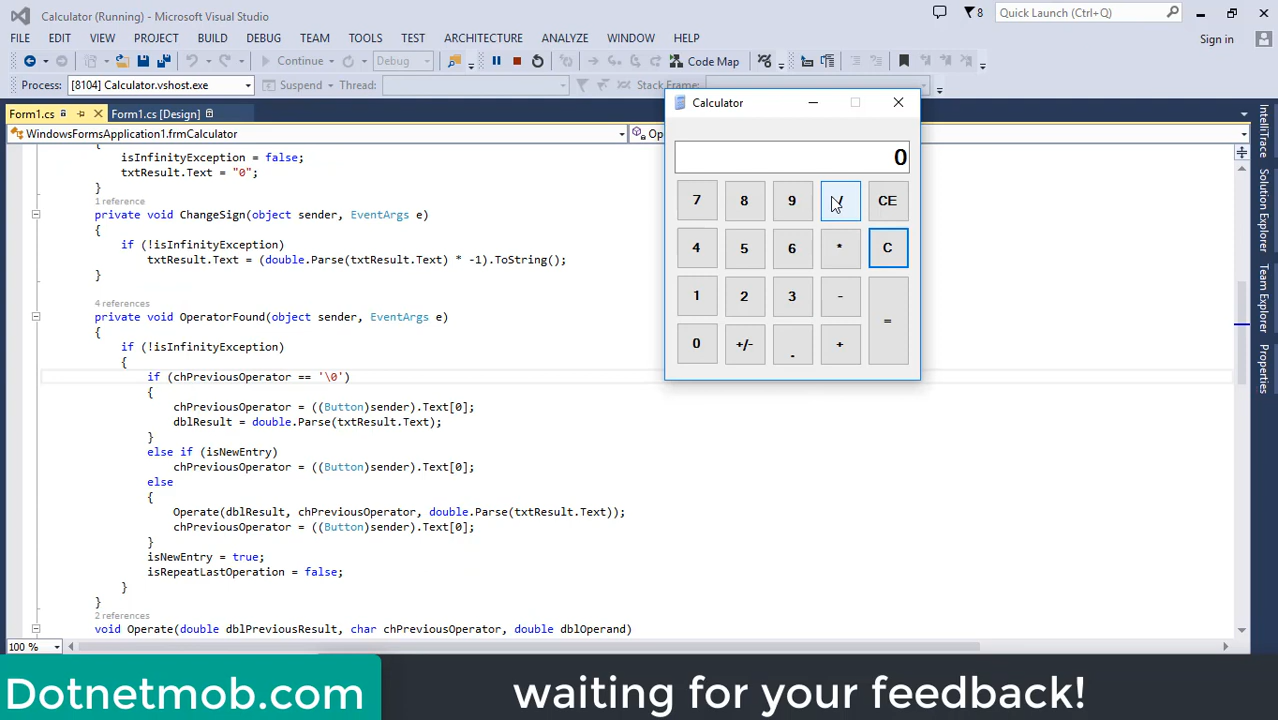 Calculator (Running) - Microsoft Visual Studio
8
Quick Launch (Ctrl+Q)
FILE EDIT VIEW PROJECT BUILD DEBUG TEAM TOOLS TEST ARCHITECTURE ANALYZE WINDOW HELP
Sign in
Continue
Debug
Code Map
Process: [8104] Calculator.vshost.exe
Suspend
Thread:
Stack Frame:
Form1.cs
Form1.cs [Design]
WindowsFormsApplication1.frmCalculator
Op
isInfinityException = false;
txtResult.Text = "0";
}
1 reference
private void ChangeSign(object sender, EventArgs e)
{
if (!isInfinityException)
txtResult.Text = (double.Parse(txtResult.Text) * -1).ToString();
}
4 references
private void OperatorFound(object sender, EventArgs e)
{
if (!isInfinityException)
{
if (chPreviousOperator == '\0')
{
chPreviousOperator = ((Button)sender).Text[0];
dblResult = double.Parse(txtResult.Text);
}
else if (isNewEntry)
chPreviousOperator = ((Button)sender).Text[0];
else
{
Operate(dblResult, chPreviousOperator, double.Parse(txtResult.Text));
chPreviousOperator = ((Button)sender).Text[0];
}
isNewEntry = true;
isRepeatLastOperation = false;
}
}
2 references
void Operate(double dblPreviousResult, char chPreviousOperator, double dblOperand)
100 %
Calculator
0
7 8 9 / CE
4 5 6 * C
1 2 3 -
=
0 +/- . +
IntelliTrace
Solution Explorer
Team Explorer
Properties
Dotnetmob.com
waiting for your feedback!